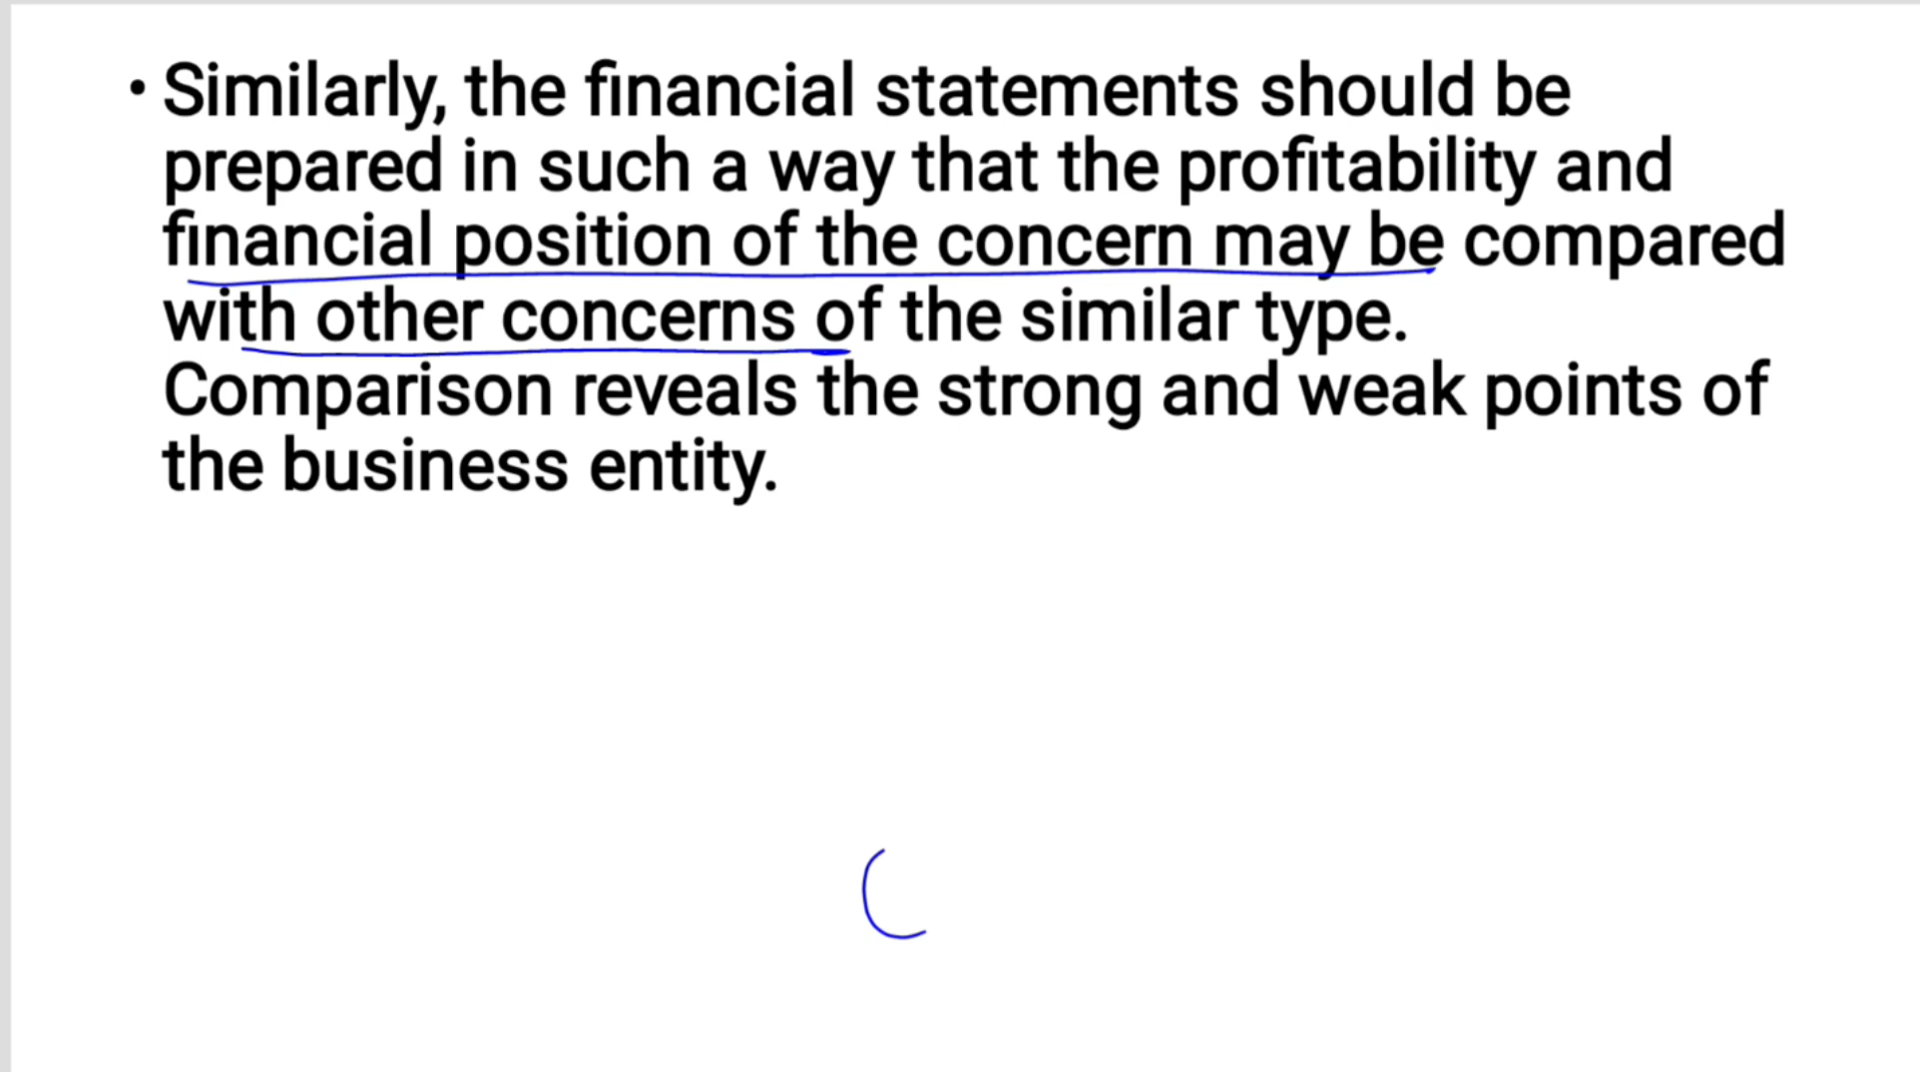 • Similarly, the financial statements should be
prepared in such a way that the profitability and
financial position of the concern may be compared
with other concerns of the similar type.
Comparison reveals the strong and weak points of
the business entity.
C